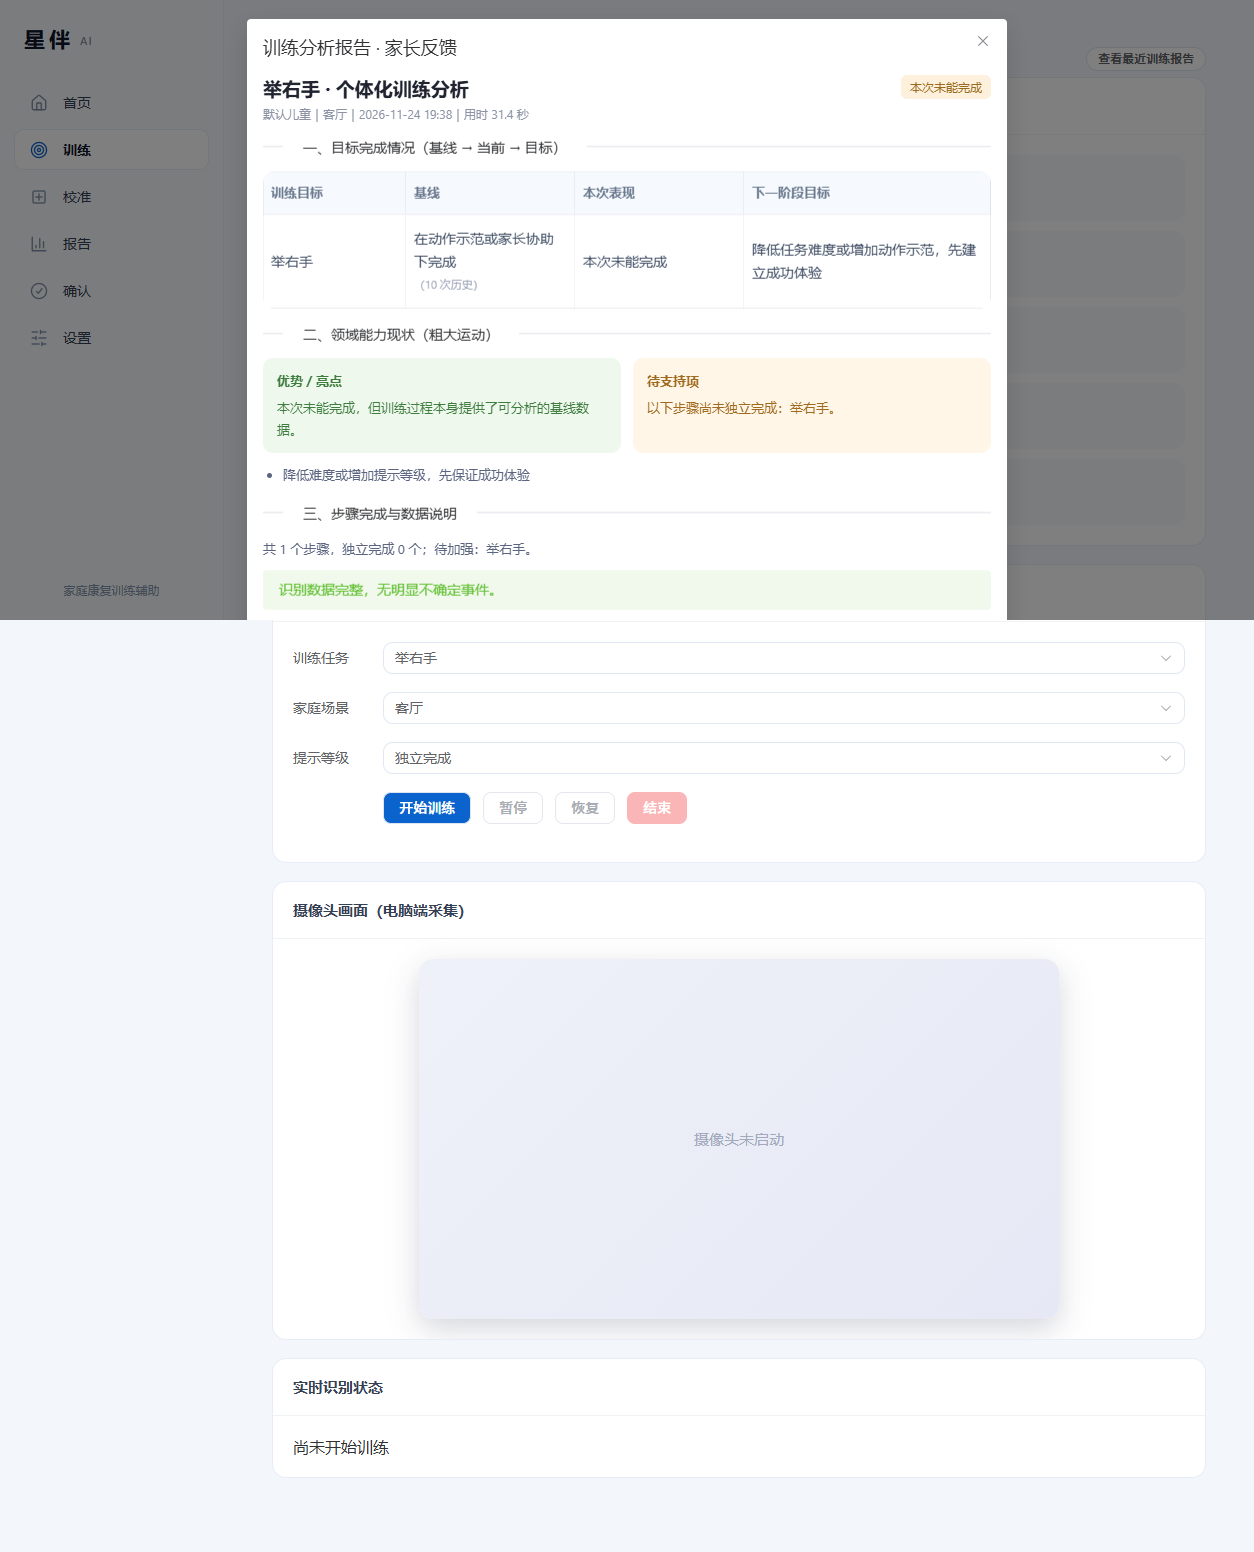 星伴 AI
首页
训练
校准
报告
确认
设置
家庭康复训练辅助
查看最近训练报告
训练分析报告 · 家长反馈
举右手 · 个体化训练分析
本次未能完成
默认儿童 | 客厅 | 2026-11-24 19:38 | 用时 31.4 秒
一、目标完成情况（基线 → 当前 → 目标）
训练目标 基线 本次表现 下一阶段目标
举右手
在动作示范或家长协助
下完成
（10 次历史）
本次未能完成
降低任务难度或增加动作示范，先建
立成功体验
二、领域能力现状（粗大运动）
优势 / 亮点
本次未能完成，但训练过程本身提供了可分析的基线数
据。
待支持项
以下步骤尚未独立完成：举右手。
降低难度或增加提示等级，先保证成功体验
三、步骤完成与数据说明
共 1 个步骤，独立完成 0 个；待加强：举右手。
识别数据完整，无明显不确定事件。
训练任务 举右手
家庭场景 客厅
提示等级 独立完成
开始训练 暂停 恢复 结束
摄像头画面（电脑端采集）
摄像头未启动
实时识别状态
尚未开始训练